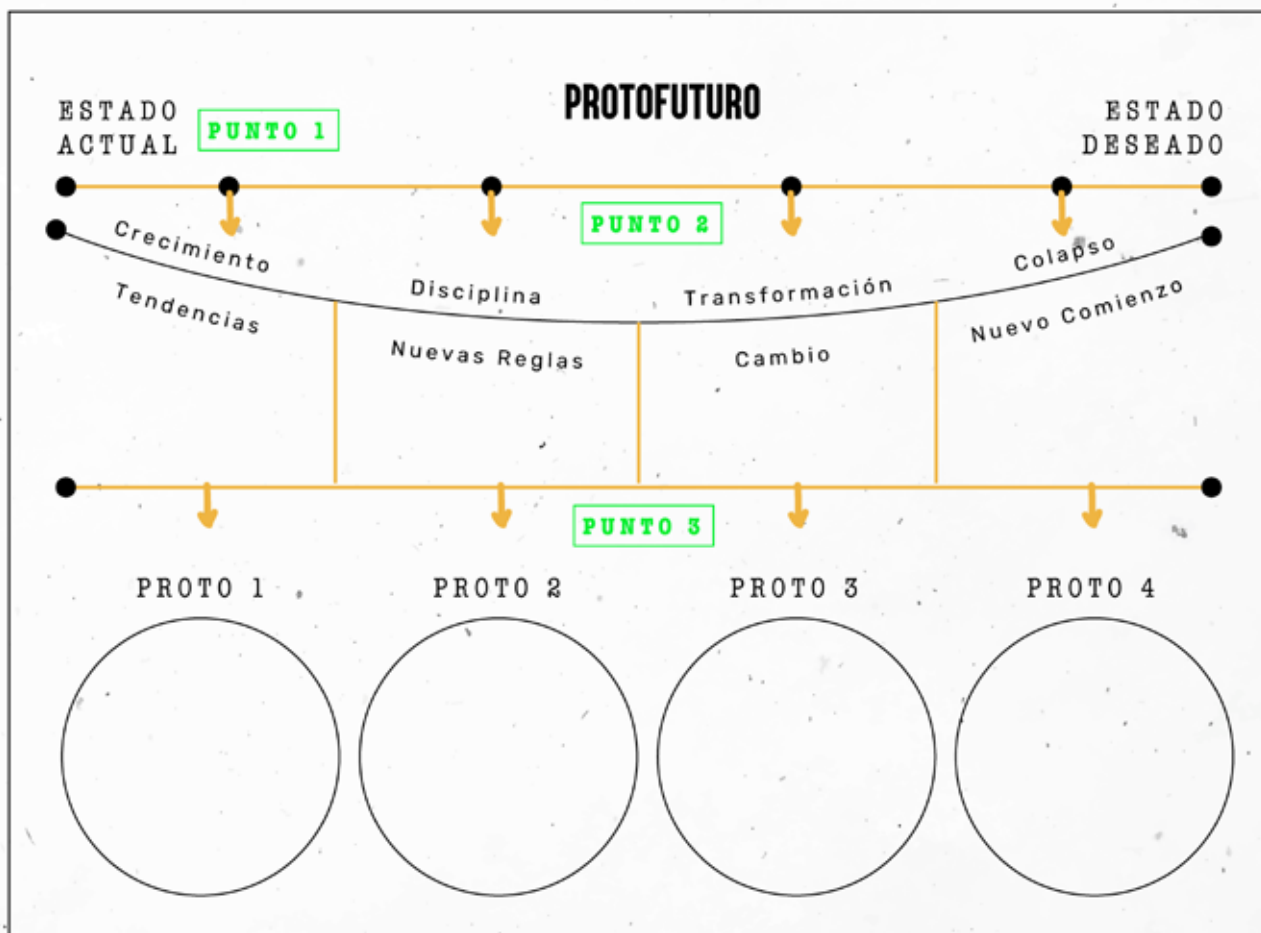 PROTOFUTURO
ESTADO
ACTUAL
PUNTO 1
ESTADO
DESEADO
PUNTO 2
Crecimiento
Disciplina
Transformación
Colapso
Tendencias
Nuevas Reglas
Cambio
Nuevo Comienzo
PUNTO 3
PROTO 1
PROTO 2
PROTO 3
PROTO 4